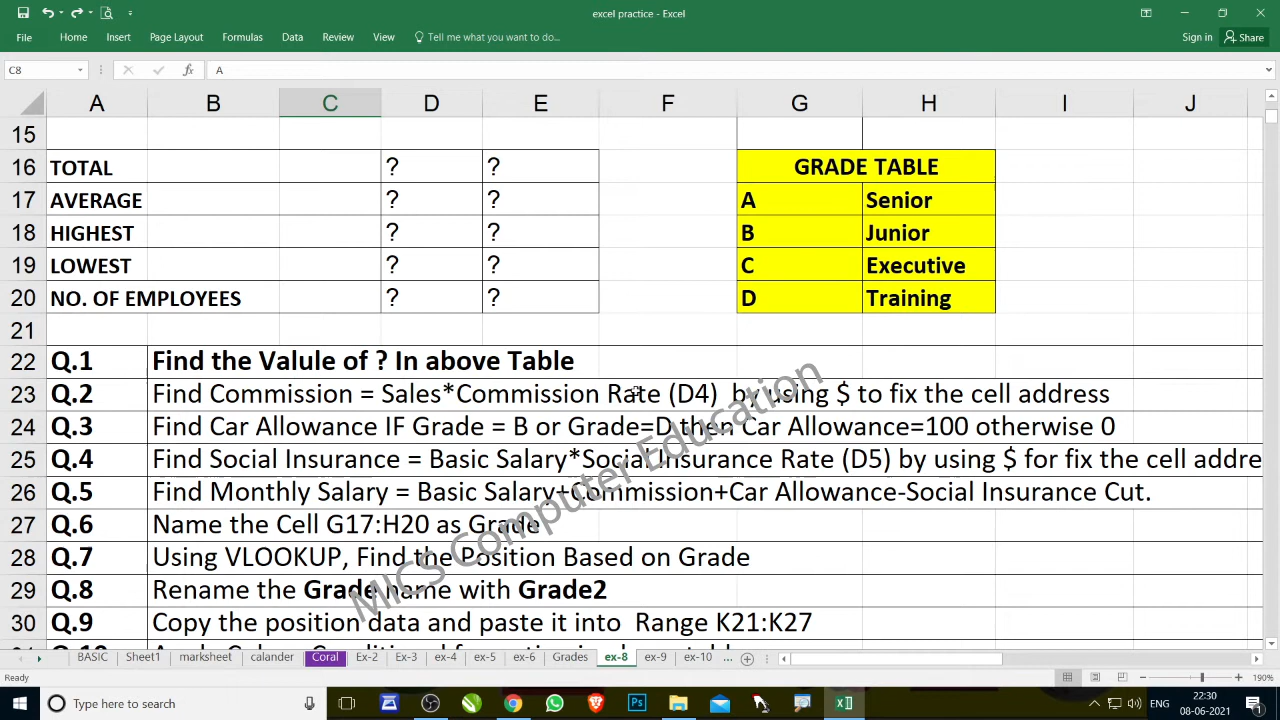 excel practice - Excel
File Home Insert Page Layout Formulas Data Review View Tell me what you want to do... Sign in Share
C8 fx A
A B C D E F G H I J
15
16 TOTAL ? ? GRADE TABLE
17 AVERAGE ? ? A Senior
18 HIGHEST ? ? B Junior
19 LOWEST ? ? C Executive
20 NO. OF EMPLOYEES ? ? D Training
21
22 Q.1 Find the Valule of ? In above Table
23 Q.2 Find Commission = Sales*Commission Rate (D4) by using $ to fix the cell address
24 Q.3 Find Car Allowance IF Grade = B or Grade=D then Car Allowance=100 otherwise 0
25 Q.4 Find Social Insurance = Basic Salary*Social Insurance Rate (D5) by using $ for fix the cell addre
26 Q.5 Find Monthly Salary = Basic Salary+Commission+Car Allowance-Social Insurance Cut.
27 Q.6 Name the Cell G17:H20 as Grade
28 Q.7 Using VLOOKUP, Find the Position Based on Grade
29 Q.8 Rename the Grade name with Grade2
30 Q.9 Copy the position data and paste it into Range K21:K27
MICS Computer Education
BASIC Sheet1 marksheet calander Coral Ex-2 Ex-3 ex-4 ex-5 ex-6 Grades ex-8 ex-9 ex-10 ...
Ready 190%
Type here to search ENG 22:30
08-06-2021